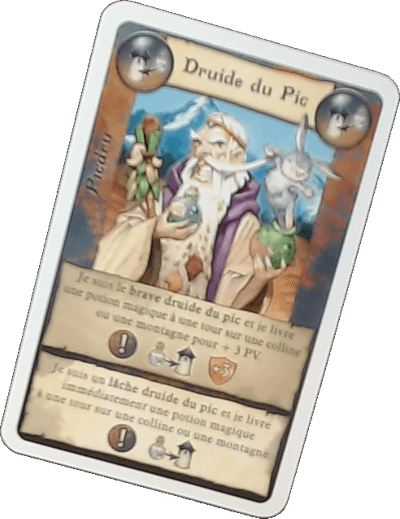 Druide du Pic
Picdru
Je suis le brave druide du pic et je livre
une potion magique à une tour sur une colline
ou une montagne pour + 3 PV.
+3
Je suis un lâche druide du pic et je livre
immédiatement une potion magique
à une tour sur une colline ou une montagne